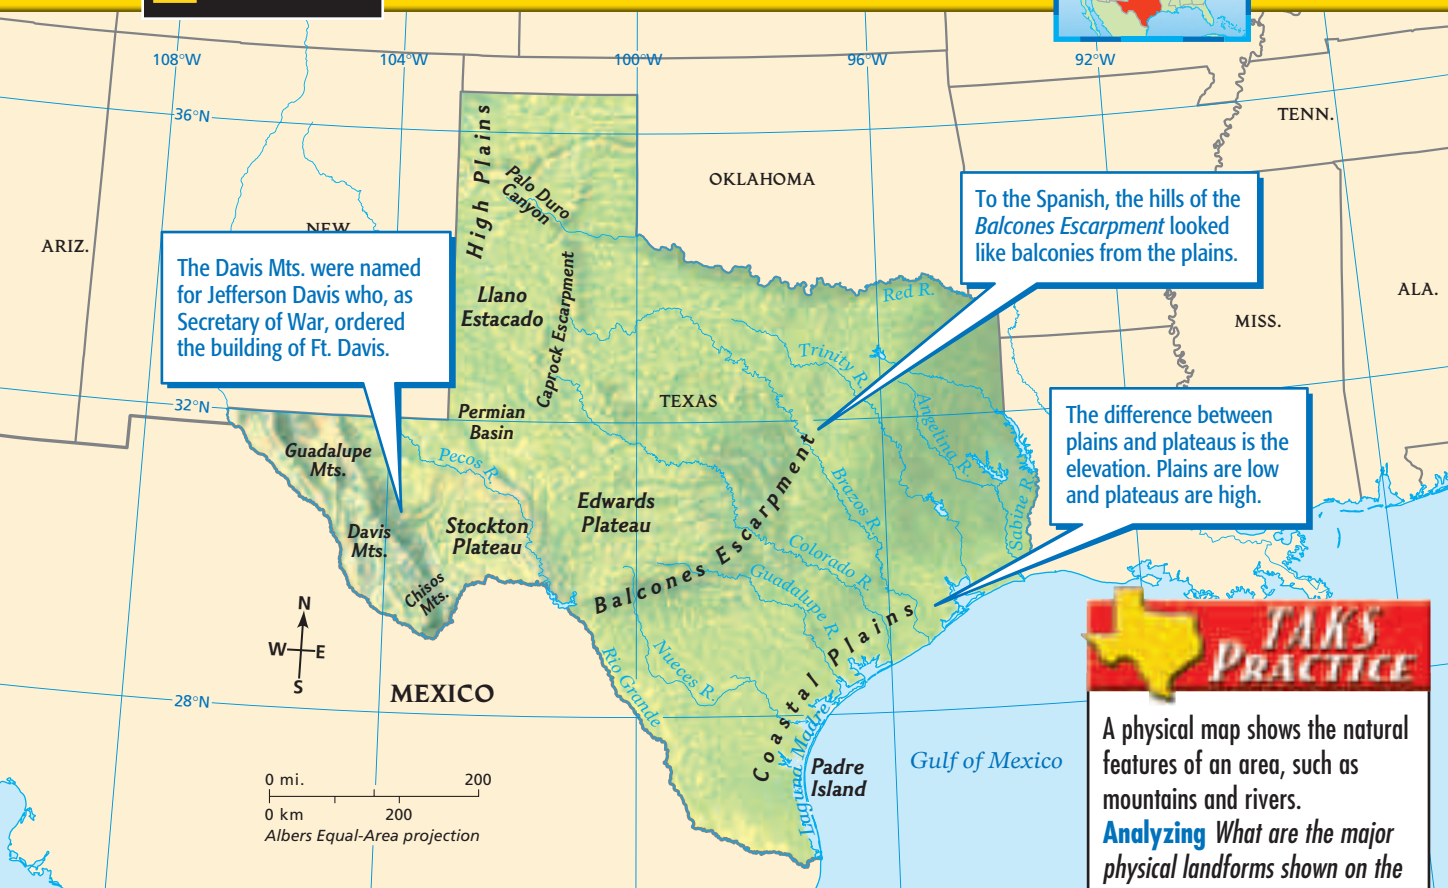 108°W
104°W
100°W
96°W
92°W
36°N
TENN.
OKLAHOMA
High Plains
Palo Duro
Canyon
To the Spanish, the hills of the
Balcones Escarpment looked
like balconies from the plains.
NEW
ARIZ.
The Davis Mts. were named
for Jefferson Davis who, as
Secretary of War, ordered
the building of Ft. Davis.
Llano
Estacado
Caprock Escarpment
Red R.
ALA.
MISS.
Trinity R.
TEXAS
32°N
Permian
Basin
Angelina R.
The difference between
plains and plateaus is the
elevation. Plains are low
and plateaus are high.
Guadalupe
Mts.
Pecos R.
Edwards
Plateau
Brazos R.
Sabine R.
Davis
Mts.
Stockton
Plateau
Balcones Escarpment
Colorado R.
Chisos
Mts.
Guadalupe R.
Coastal Plains
N
W
E
S
Nueces R.
Rio Grande
MEXICO
28°N
Laguna Madre
Padre
Island
Gulf of Mexico
0 mi.
200
0 km
200
Albers Equal-Area projection
TAKS
PRACTICE
A physical map shows the natural
features of an area, such as
mountains and rivers.
Analyzing What are the major
physical landforms shown on the